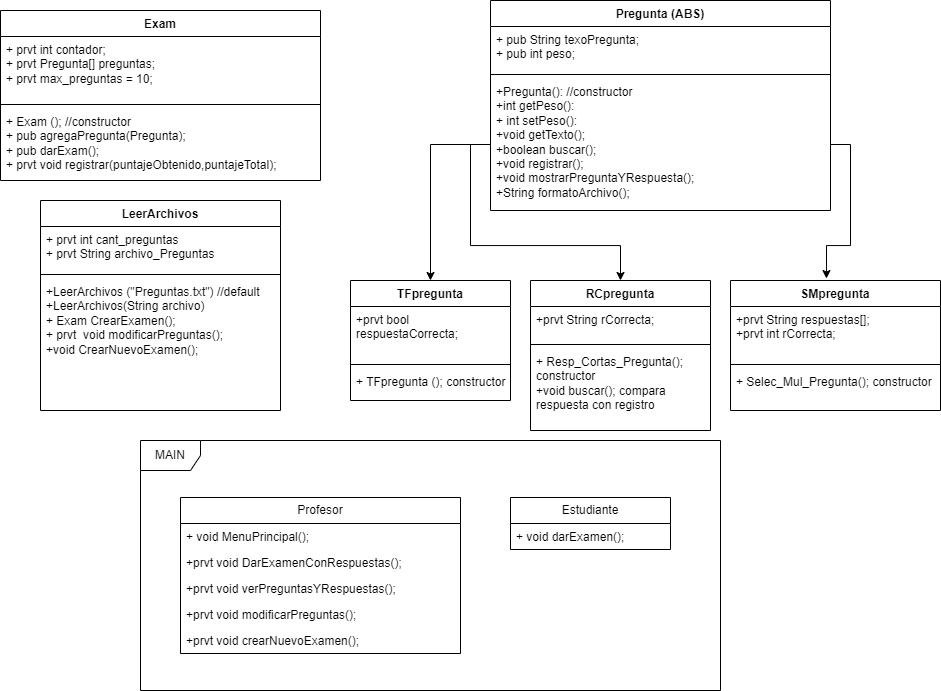 Exam
+ prvt int contador;
+ prvt Pregunta[] preguntas;
+ prvt max_preguntas = 10;
+ Exam (); //constructor
+ pub agregaPregunta(Pregunta);
+ pub darExam();
+ prvt void registrar(puntajeObtenido,puntajeTotal);
Pregunta (ABS)
+ pub String texoPregunta;
+ pub int peso;
+Pregunta(): //constructor
+int getPeso():
+ int setPeso():
+void getTexto();
+boolean buscar();
+void registrar();
+void mostrarPreguntaYRespuesta();
+String formatoArchivo();
LeerArchivos
+ prvt int cant_preguntas
+ prvt String archivo_Preguntas
+LeerArchivos ("Preguntas.txt") //default
+LeerArchivos(String archivo)
+ Exam CrearExamen();
+ prvt  void modificarPreguntas();
+void CrearNuevoExamen();
TFpregunta
+prvt bool
respuestaCorrecta;
+ TFpregunta (); constructor
RCpregunta
+prvt String rCorrecta;
+ Resp_Cortas_Pregunta();
constructor
+void buscar(); compara
respuesta con registro
SMpregunta
+prvt String respuestas[];
+prvt int rCorrecta;
+ Selec_Mul_Pregunta(); constructor
MAIN
Profesor
+ void MenuPrincipal();
+prvt void DarExamenConRespuestas();
+prvt void verPreguntasYRespuestas();
+prvt void modificarPreguntas();
+prvt void crearNuevoExamen();
Estudiante
+ void darExamen();